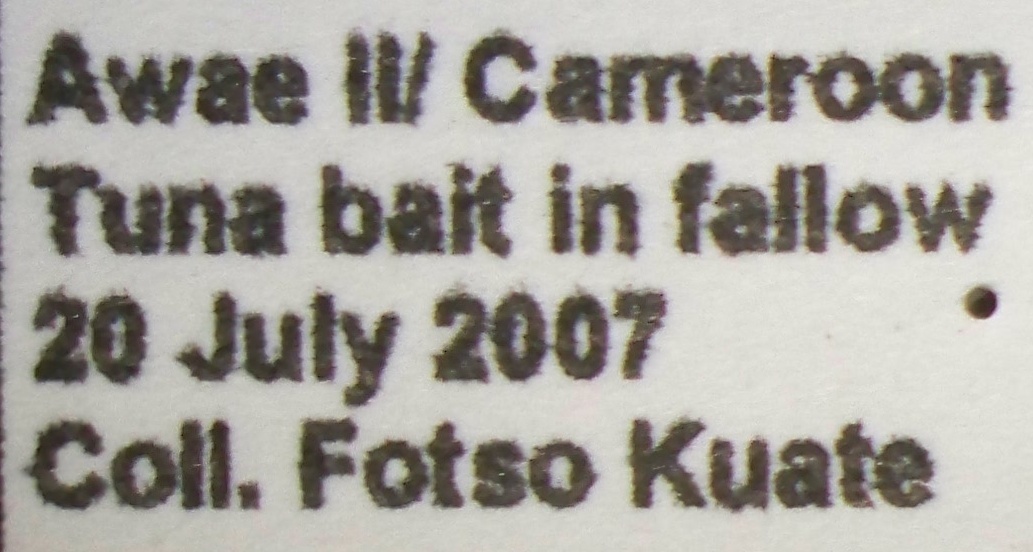 Awae II/ Cameroon
Tuna bait in fallow
20 July 2007
Coll. Fotso Kuate